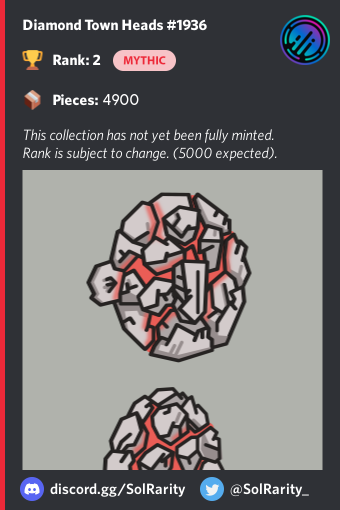 Diamond Town Heads #1936
Rank: 2 MYTHIC
Pieces: 4900
This collection has not yet been fully minted.
Rank is subject to change. (5000 expected).
discord.gg/SolRarity @SolRarity_